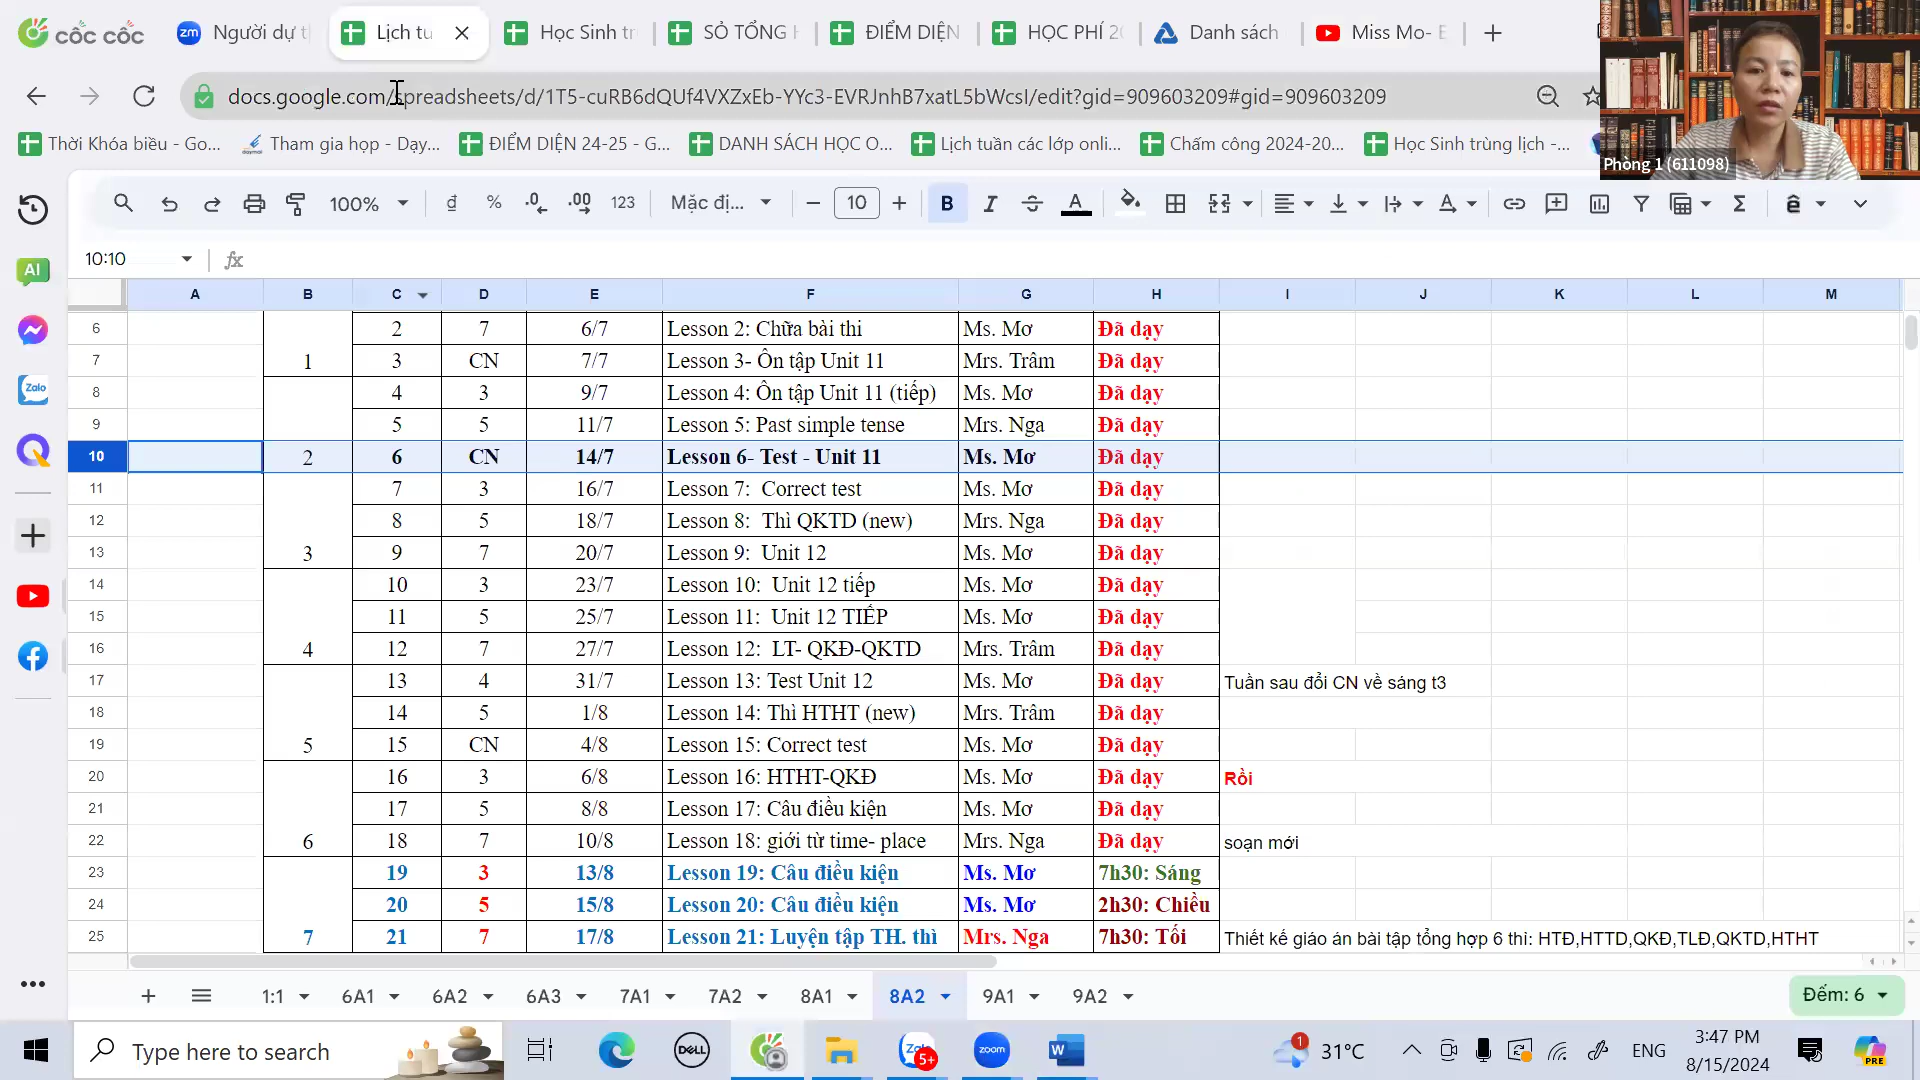 cốc cốc
Người dự t
Lịch tu
Học Sinh tr
SỎ TỔNG
ĐIỂM DIỆN
HỌC PHÍ 20
Danh sách
Miss Mo- E
docs.google.com/spreadsheets/d/1T5-cuRB6dQUf4VXZxEb-YYc3-EVRJnhB7xatL5bWcsI/edit?gid=909603209#gid=909603209
Thời Khóa biểu - Go...
Tham gia họp - Day...
ĐIỂM DIỆN 24-25 - G...
DANH SÁCH HỌC O...
Lịch tuần các lớp onli...
Chấm công 2024-20...
Học Sinh trùng lịch -...
Phòng 1 (611098)
100% đ % .0 .00 123 Mặc đị... 10 B I A
10:10 fx
A B C D E F G H I J K L M
6 2 7 6/7 Lesson 2: Chữa bài thi Ms. Mơ Đã dạy
7 1 3 CN 7/7 Lesson 3- Ôn tập Unit 11 Mrs. Trâm Đã dạy
8 4 3 9/7 Lesson 4: Ôn tập Unit 11 (tiếp) Ms. Mơ Đã dạy
9 5 5 11/7 Lesson 5: Past simple tense Mrs. Nga Đã dạy
10 2 6 CN 14/7 Lesson 6- Test - Unit 11 Ms. Mơ Đã dạy
11 7 3 16/7 Lesson 7: Correct test Ms. Mơ Đã dạy
12 8 5 18/7 Lesson 8: Thì QKTD (new) Mrs. Nga Đã dạy
13 3 9 7 20/7 Lesson 9: Unit 12 Ms. Mơ Đã dạy
14 10 3 23/7 Lesson 10: Unit 12 tiếp Ms. Mơ Đã dạy
15 11 5 25/7 Lesson 11: Unit 12 TIẾP Ms. Mơ Đã dạy
16 4 12 7 27/7 Lesson 12: LT- QKĐ-QKTD Mrs. Trâm Đã dạy
17 13 4 31/7 Lesson 13: Test Unit 12 Ms. Mơ Đã dạy Tuần sau đổi CN về sáng t3
18 14 5 1/8 Lesson 14: Thì HTHT (new) Mrs. Trâm Đã dạy
19 5 15 CN 4/8 Lesson 15: Correct test Ms. Mơ Đã dạy
20 16 3 6/8 Lesson 16: HTHT-QKĐ Ms. Mơ Đã dạy Rồi
21 17 5 8/8 Lesson 17: Câu điều kiện Ms. Mơ Đã dạy
22 6 18 7 10/8 Lesson 18: giới từ time- place Mrs. Nga Đã dạy soạn mới
23 19 3 13/8 Lesson 19: Câu điều kiện Ms. Mơ 7h30: Sáng
24 20 5 15/8 Lesson 20: Câu điều kiện Ms. Mơ 2h30: Chiều
25 7 21 7 17/8 Lesson 21: Luyện tập TH. thì Mrs. Nga 7h30: Tối Thiết kế giáo án bài tập tổng hợp 6 thì: HTĐ,HTTD,QKĐ,TLĐ,QKTD,HTHT
1:1 6A1 6A2 6A3 7A1 7A2 8A1 8A2 9A1 9A2 Đếm: 6
Type here to search
31°C
ENG
3:47 PM
8/15/2024